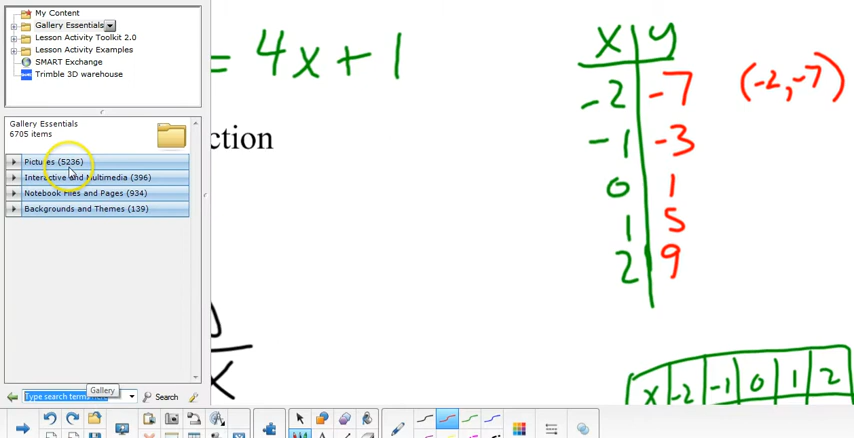 My Content
Gallery Essentials
Lesson Activity Toolkit 2.0
Lesson Activity Examples
SMART Exchange
Trimble 3D warehouse
Gallery Essentials
6705 items
Pictures (5236)
Interactive and Multimedia (396)
Notebook Files and Pages (934)
Backgrounds and Themes (139)
Gallery
Type search terms here
Search
= 4x + 1
ction
x
x y
-2 -7 (-2,-7)
-1 -3
0 1
1 5
2 9
x -2 -1 0 1 2